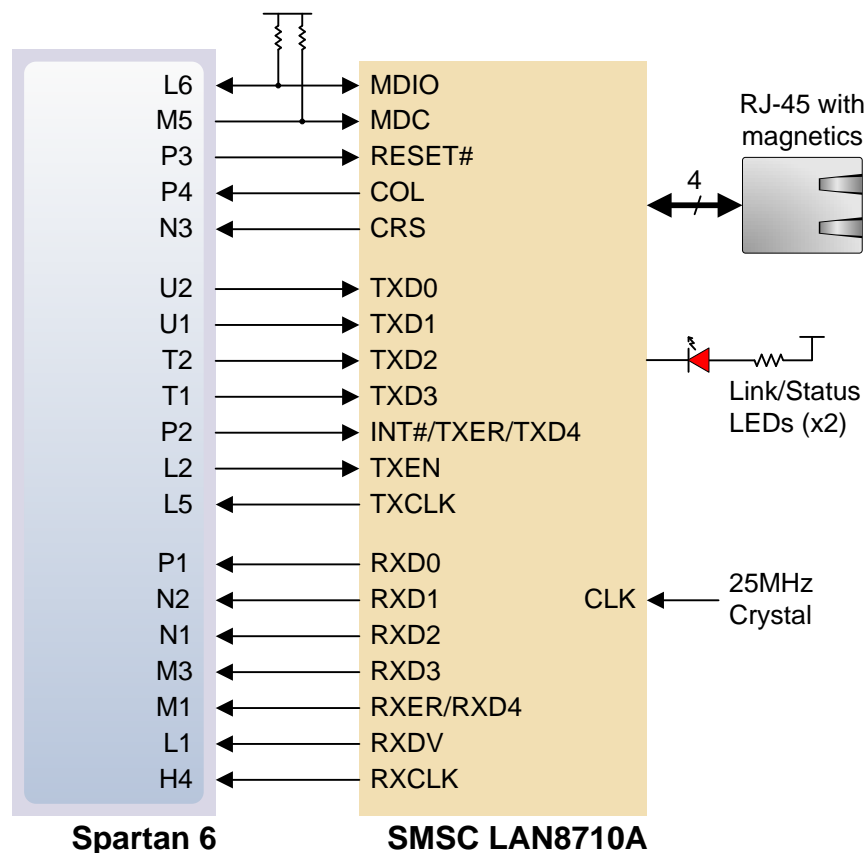 L6 MDIO
M5 MDC
P3 RESET#
P4 COL
N3 CRS
U2 TXD0
U1 TXD1
T2 TXD2
T1 TXD3
P2 INT#/TXER/TXD4
L2 TXEN
L5 TXCLK
P1 RXD0
N2 RXD1
N1 RXD2
M3 RXD3
M1 RXER/RXD4
L1 RXDV
H4 RXCLK
CLK
RJ-45 with
magnetics
4
Link/Status
LEDs (x2)
25MHz
Crystal
Spartan 6
SMSC LAN8710A